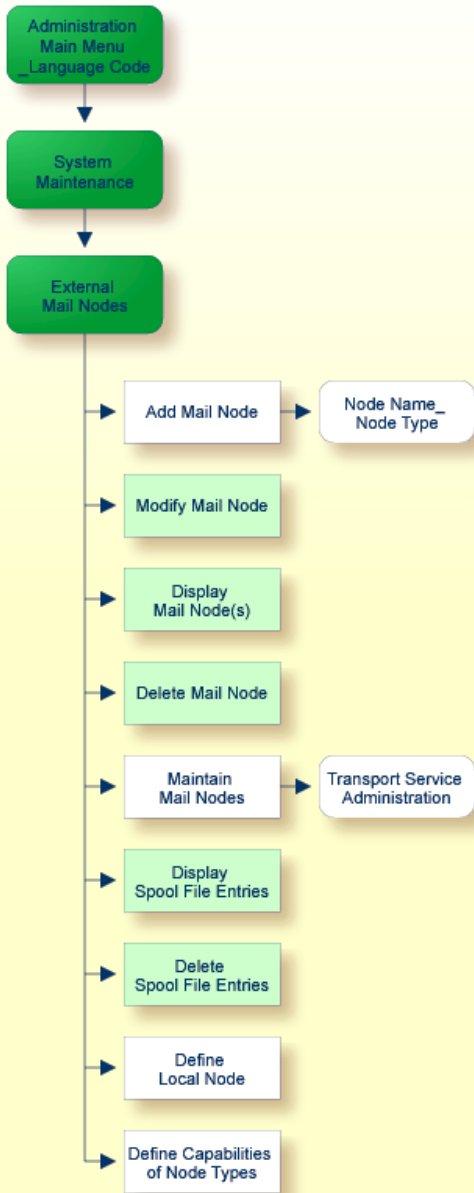 Administration
Main Menu
_Language Code
System
Maintenance
External
Mail Nodes
Add Mail Node
Node Name_
Node Type
Modify Mail Node
Display
Mail Node(s)
Delete Mail Node
Maintain
Mail Nodes
Transport Service
Administration
Display
Spool File Entries
Delete
Spool File Entries
Define
Local Node
Define Capabilities
of Node Types